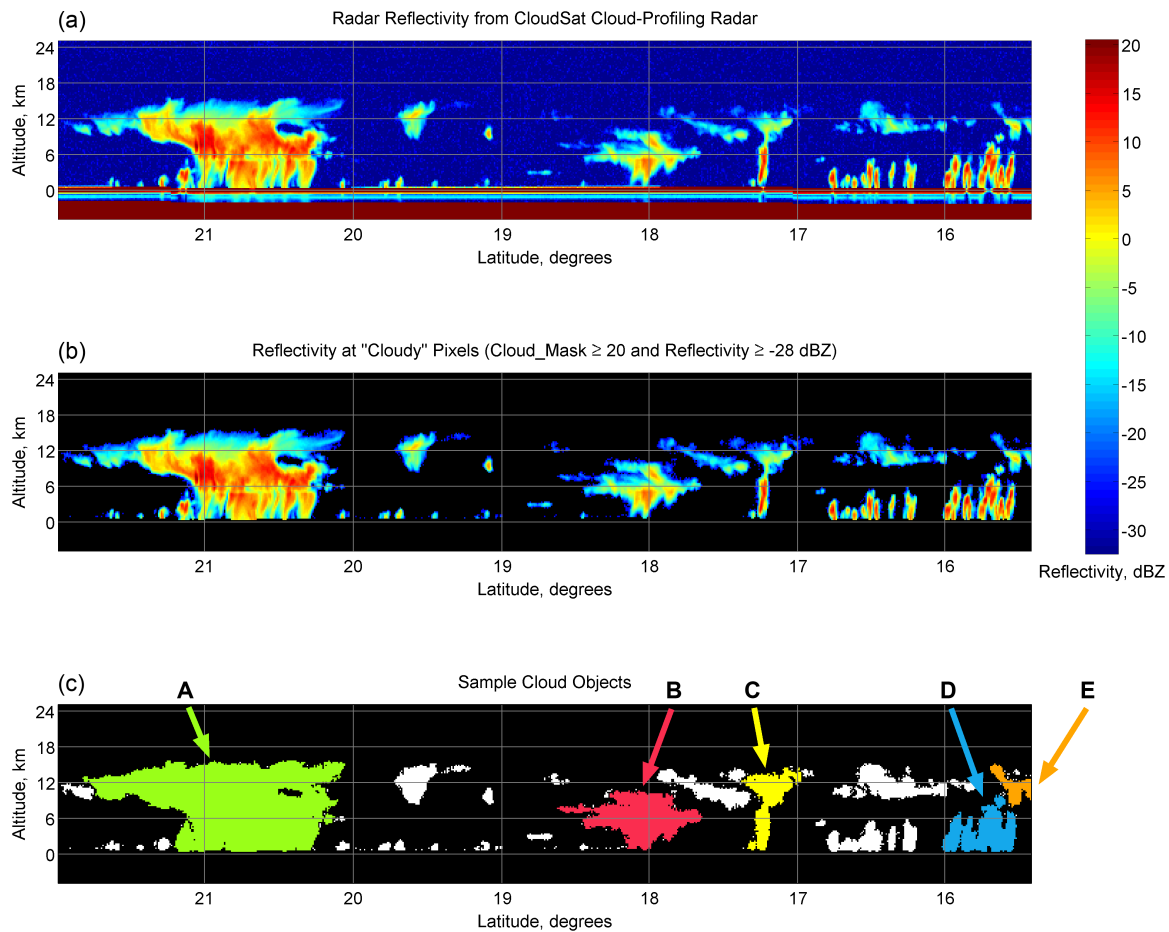 (a)
Radar Reflectivity from CloudSat Cloud-Profiling Radar
Altitude, km
24
18
12
6
0
21
20
19
18
17
16
Latitude, degrees
20
15
10
5
0
-5
-10
-15
-20
-25
-30
Reflectivity, dBZ
(b)
Reflectivity at "Cloudy" Pixels (Cloud_Mask ≥ 20 and Reflectivity ≥ -28 dBZ)
Altitude, km
24
18
12
6
0
21
20
19
18
17
16
Latitude, degrees
(c)
Sample Cloud Objects
A
B
C
D
E
Altitude, km
24
18
12
6
0
21
20
19
18
17
16
Latitude, degrees